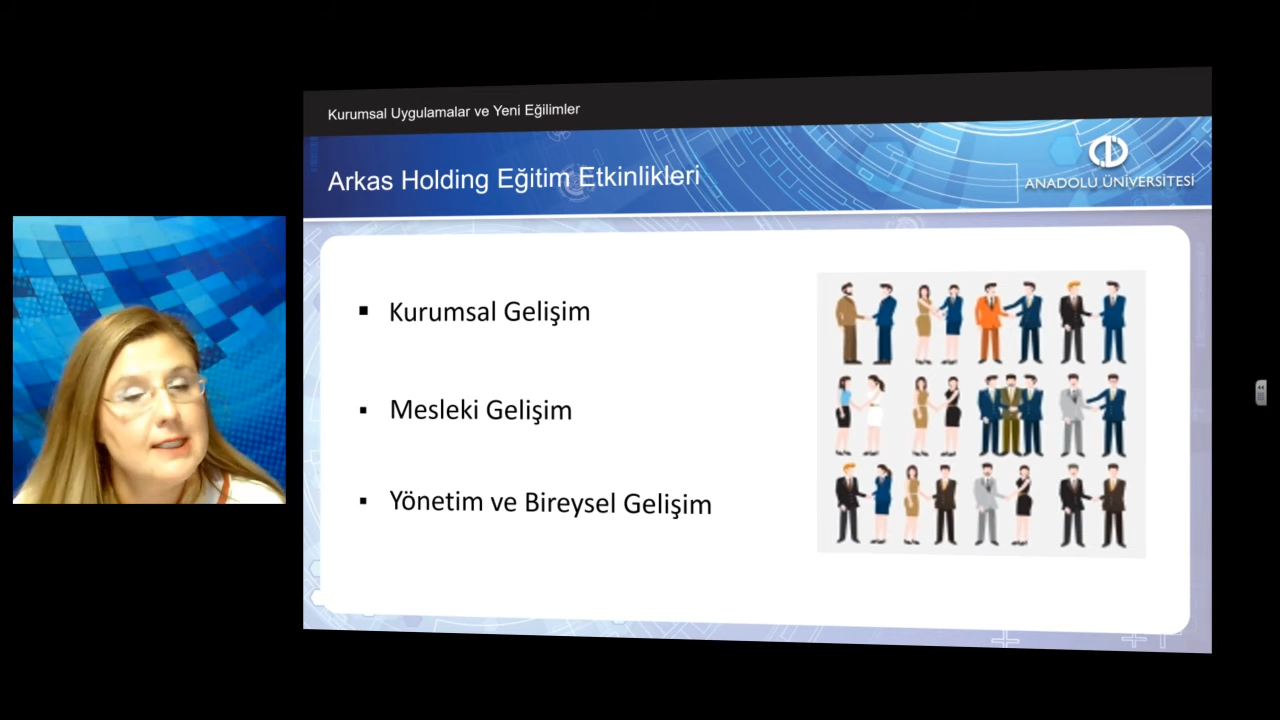 Kurumsal Uygulamalar ve Yeni Eğilimler
Arkas Holding Eğitim Etkinlikleri
ANADOLU ÜNİVERSİTESİ
▪ Kurumsal Gelişim
▪ Mesleki Gelişim
▪ Yönetim ve Bireysel Gelişim